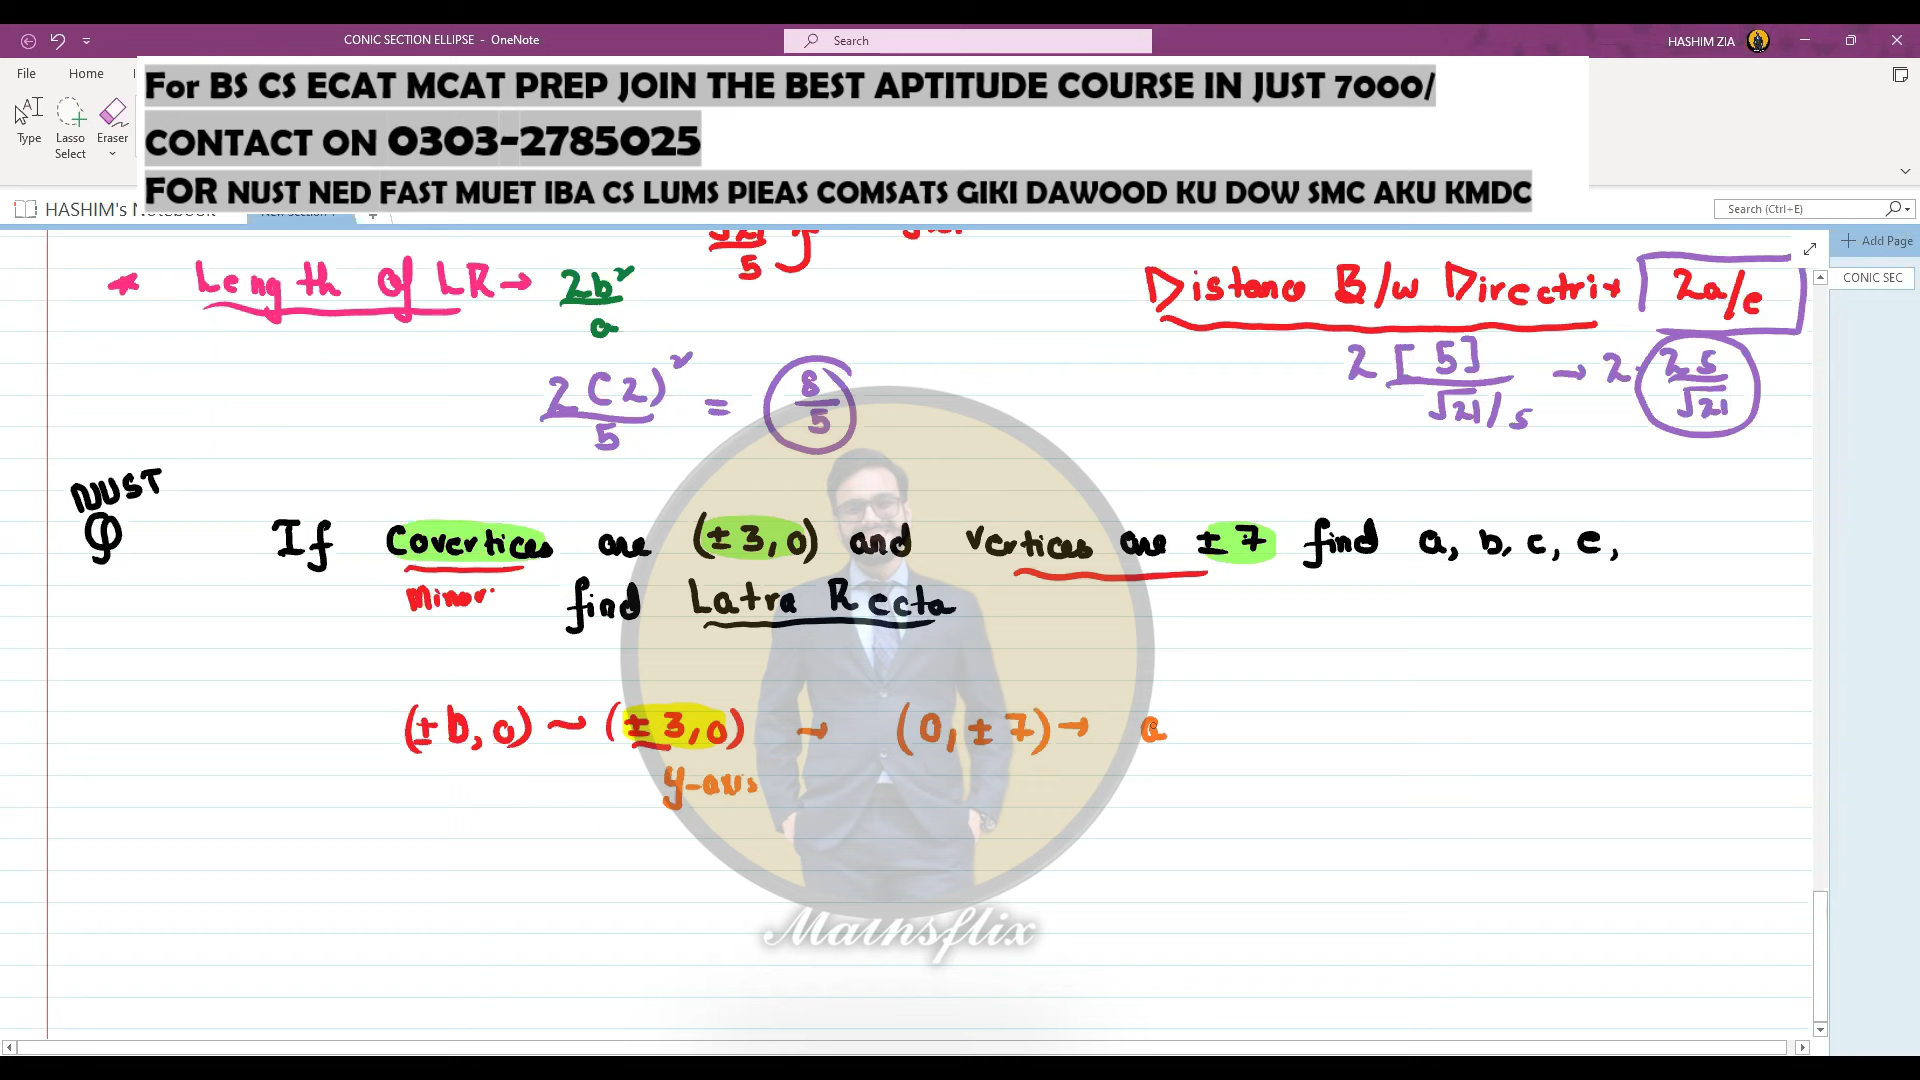 CONIC SECTION ELLIPSE - OneNote
Search
HASHIM ZIA
File Home
For BS CS ECAT MCAT PREP JOIN THE BEST APTITUDE COURSE IN JUST 7000/
CONTACT ON 0303-2785025
FOR NUST NED FAST MUET IBA CS LUMS PIEAS COMSATS GIKI DAWOOD KU DOW SMC AKU KMDC
Type
Lasso Select
Eraser
HASHIM's Notebook
Search (Ctrl+E)
Add Page
CONIC SEC
√21/5
* Length Of LR → 2b²/a
Distance B/w Directrix 2a/e
2(2)²/5 = 8/5
2[5]/√21/5 → 2· 25/√21
NUST
Q If Covertices are (±3,0) and vertices are ±7 find a, b, c, e,
Minor find Latra Recta
(±b,0) ~ (±3,0) → (0,±7) → a
y-axis
Mainsflix